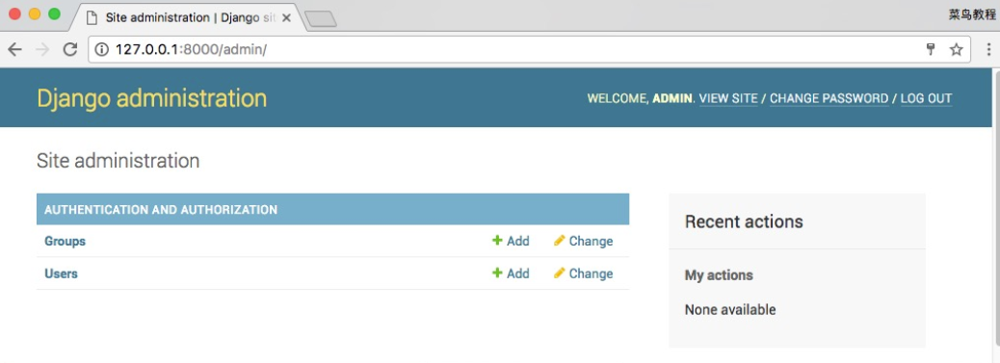 Site administration | Django sit
菜鸟教程
127.0.0.1:8000/admin/
Django administration
WELCOME, ADMIN. VIEW SITE / CHANGE PASSWORD / LOG OUT
Site administration
AUTHENTICATION AND AUTHORIZATION
Groups Add Change
Users Add Change
Recent actions
My actions
None available